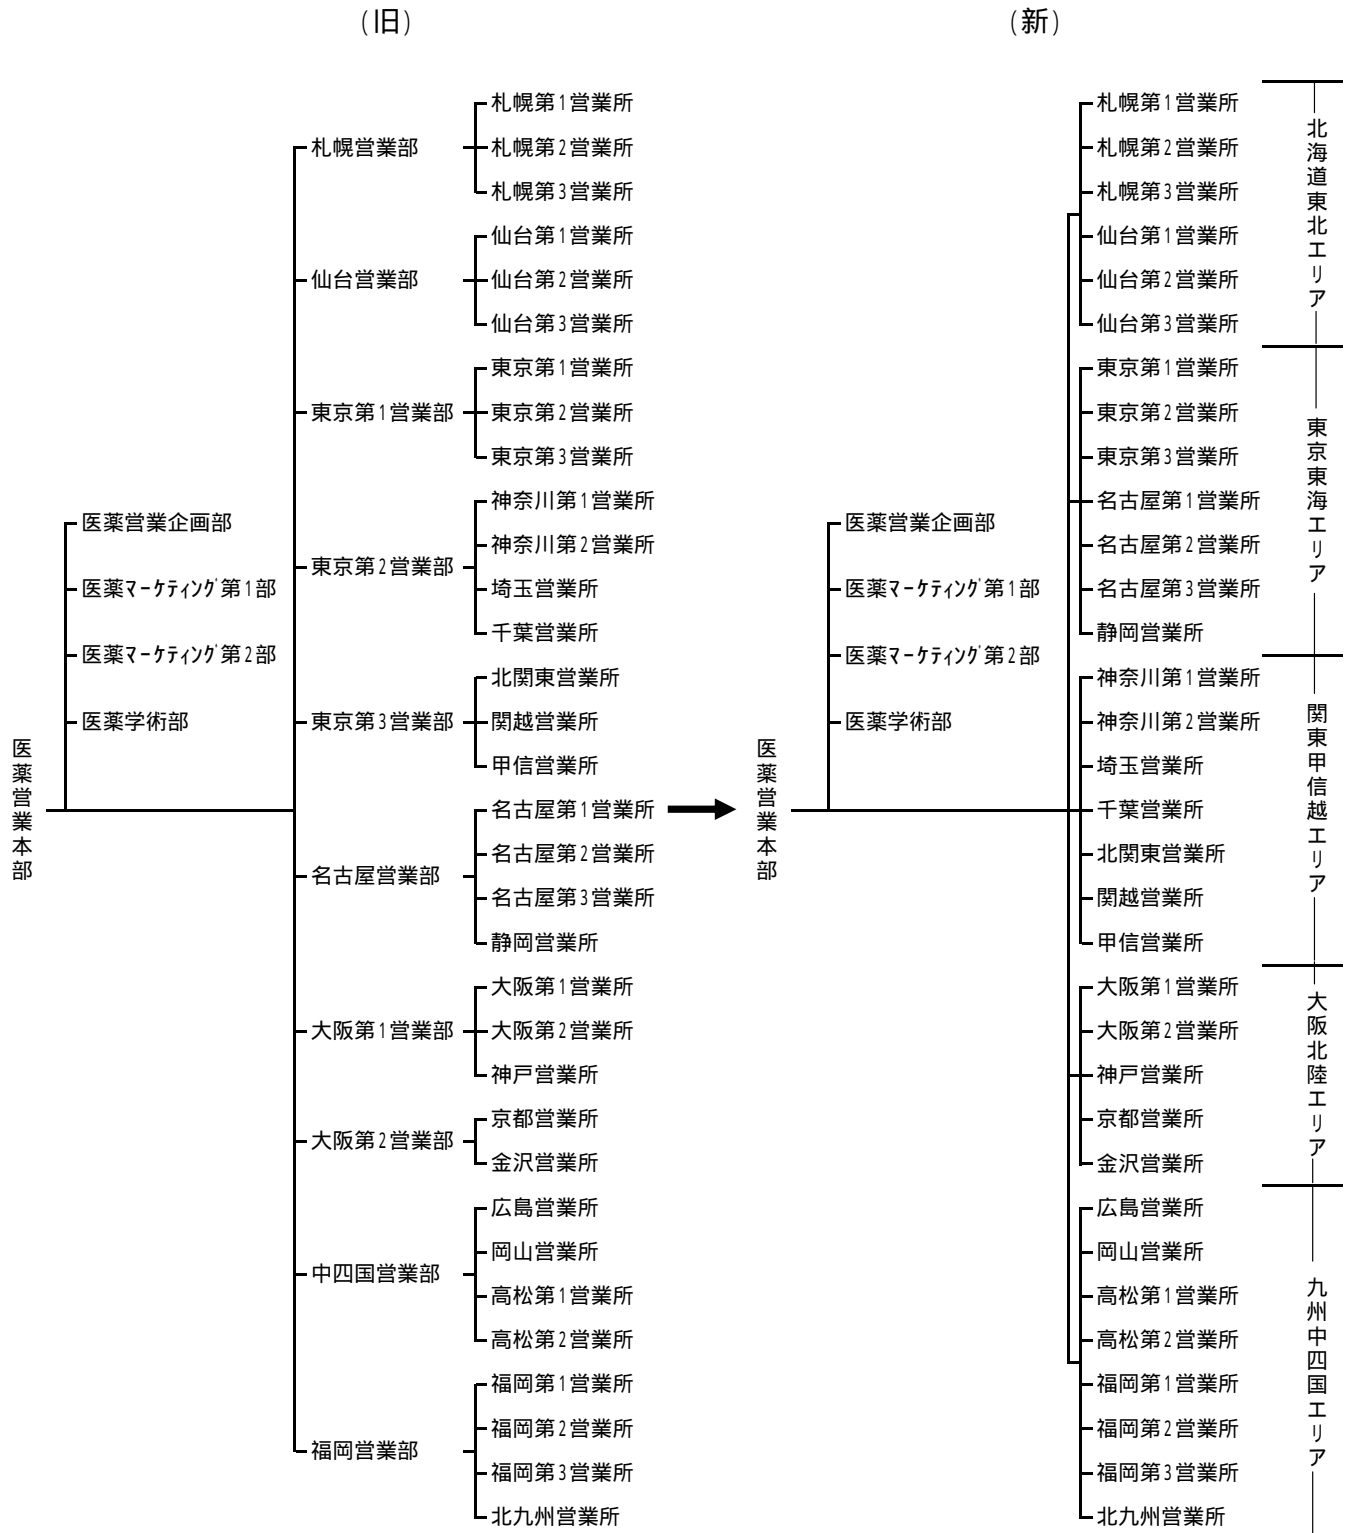 (旧)
(新)
医薬営業本部
医薬営業企画部
医薬マーケティング第1部
医薬マーケティング第2部
医薬学術部
札幌営業部
札幌第1営業所
札幌第2営業所
札幌第3営業所
仙台営業部
仙台第1営業所
仙台第2営業所
仙台第3営業所
東京第1営業部
東京第1営業所
東京第2営業所
東京第3営業所
東京第2営業部
神奈川第1営業所
神奈川第2営業所
埼玉営業所
千葉営業所
東京第3営業部
北関東営業所
関越営業所
甲信営業所
名古屋営業部
名古屋第1営業所
名古屋第2営業所
名古屋第3営業所
静岡営業所
大阪第1営業部
大阪第1営業所
大阪第2営業所
神戸営業所
大阪第2営業部
京都営業所
金沢営業所
中四国営業部
広島営業所
岡山営業所
高松第1営業所
高松第2営業所
福岡営業部
福岡第1営業所
福岡第2営業所
福岡第3営業所
北九州営業所
医薬営業本部
医薬営業企画部
医薬マーケティング第1部
医薬マーケティング第2部
医薬学術部
北海道東北エリア
札幌第1営業所
札幌第2営業所
札幌第3営業所
仙台第1営業所
仙台第2営業所
仙台第3営業所
東京東海エリア
東京第1営業所
東京第2営業所
東京第3営業所
名古屋第1営業所
名古屋第2営業所
名古屋第3営業所
静岡営業所
関東甲信越エリア
神奈川第1営業所
神奈川第2営業所
埼玉営業所
千葉営業所
北関東営業所
関越営業所
甲信営業所
大阪北陸エリア
大阪第1営業所
大阪第2営業所
神戸営業所
京都営業所
金沢営業所
九州中四国エリア
広島営業所
岡山営業所
高松第1営業所
高松第2営業所
福岡第1営業所
福岡第2営業所
福岡第3営業所
北九州営業所